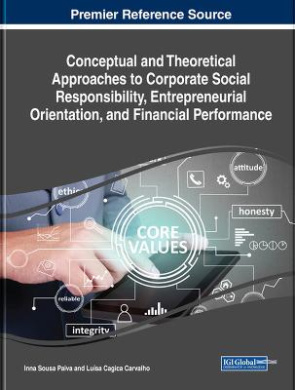 Premier Reference Source
Conceptual and Theoretical
Approaches to Corporate Social
Responsibility, Entrepreneurial
Orientation, and Financial Performance
attitude
ethic
honesty
CORE
VALUES
reliable
integrity
Inna Sousa Paiva and Luísa Cagica Carvalho
IGI Global